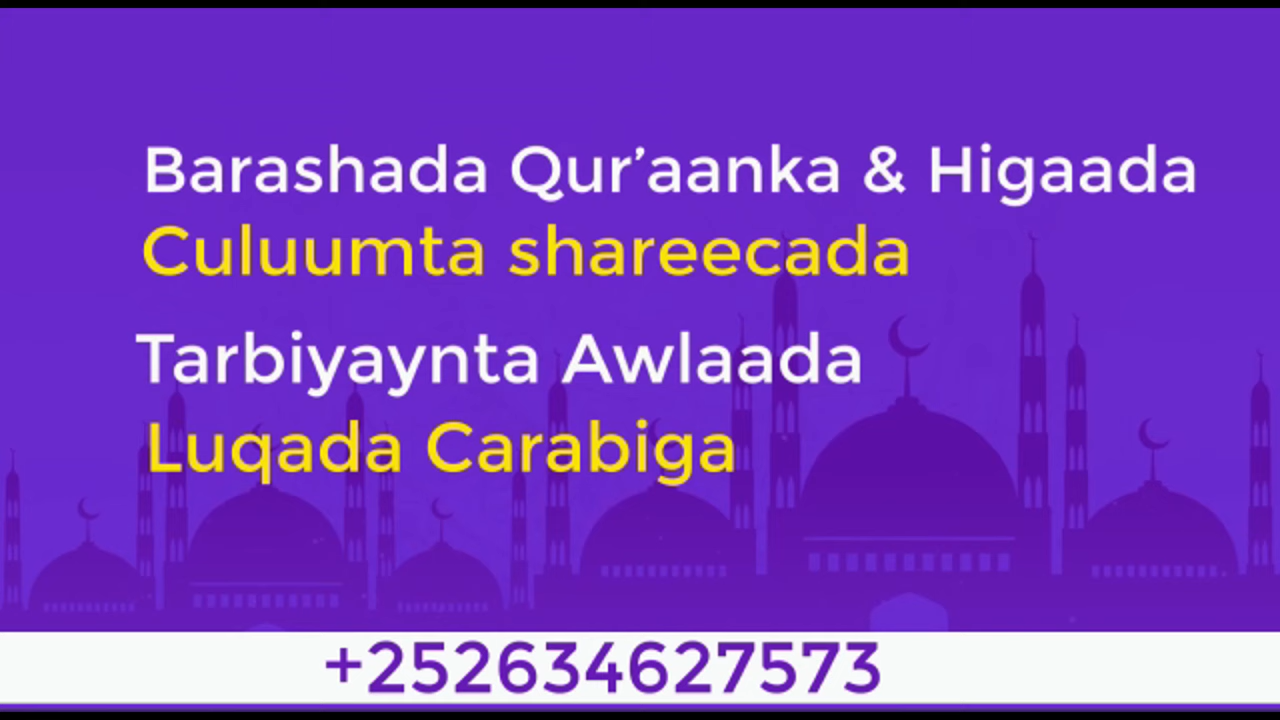 Barashada Qur’aanka & Higaada
Culuumta shareecada
Tarbiyaynta Awlaada
Luqada Carabiga
+252634627573